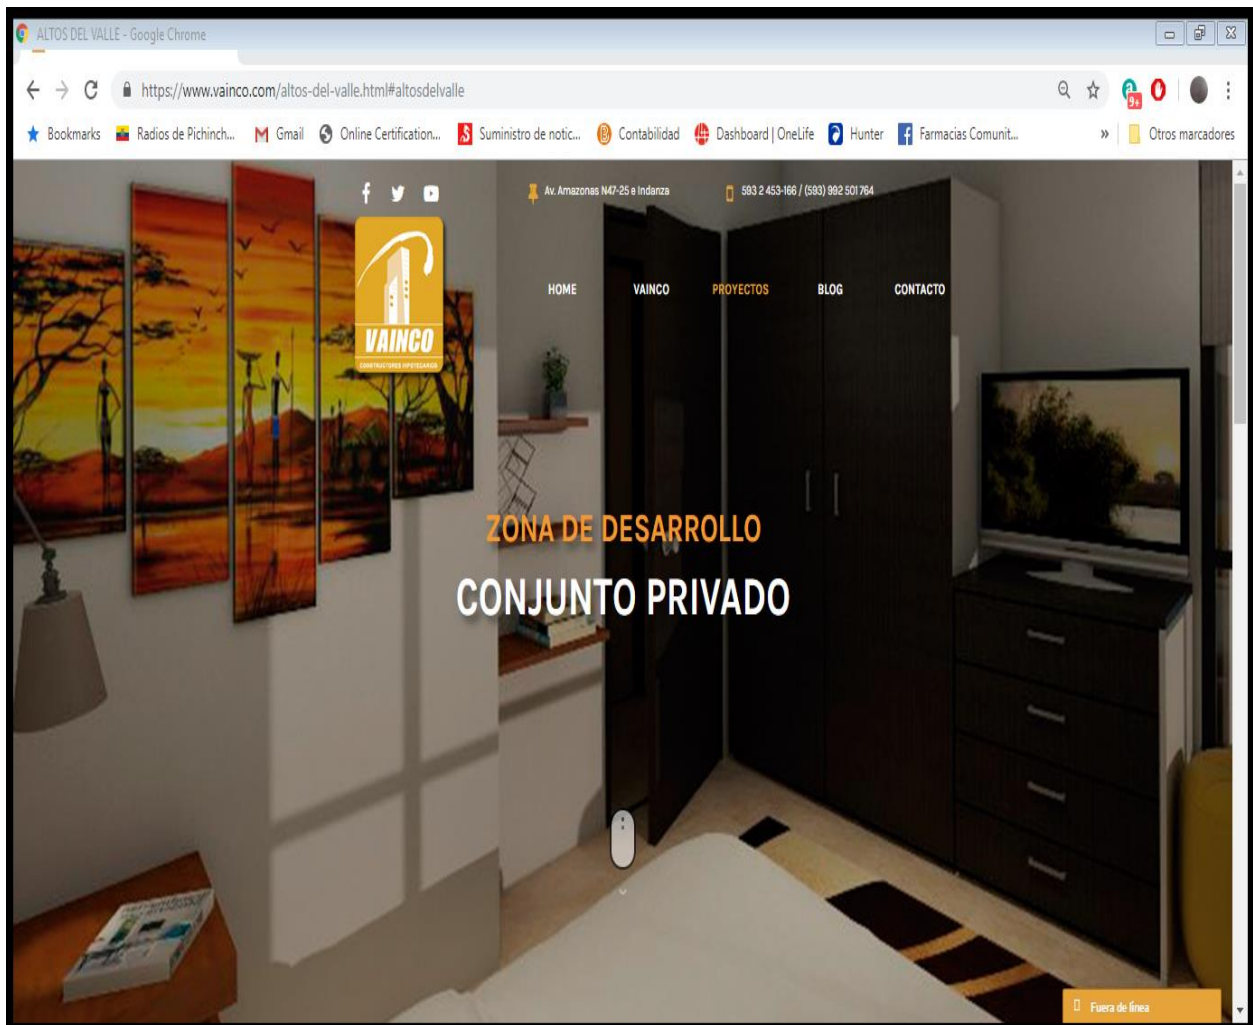 ALTOS DEL VALLE - Google Chrome
https://www.vainco.com/altos-del-valle.html#altosdelvalle
9+
Bookmarks Radios de Pichinch... Gmail Online Certification... Suministro de notic... Contabilidad Dashboard | OneLife Hunter Farmacias Comunit... » Otros marcadores
Av. Amazonas N47-25 e Indanza 593 2 453-166 / (593) 992 501 764
VAINCO
CONSTRUCTORES HIPOTECARIOS
HOME VAINCO PROYECTOS BLOG CONTACTO
ZONA DE DESARROLLO
CONJUNTO PRIVADO
Fuera de línea